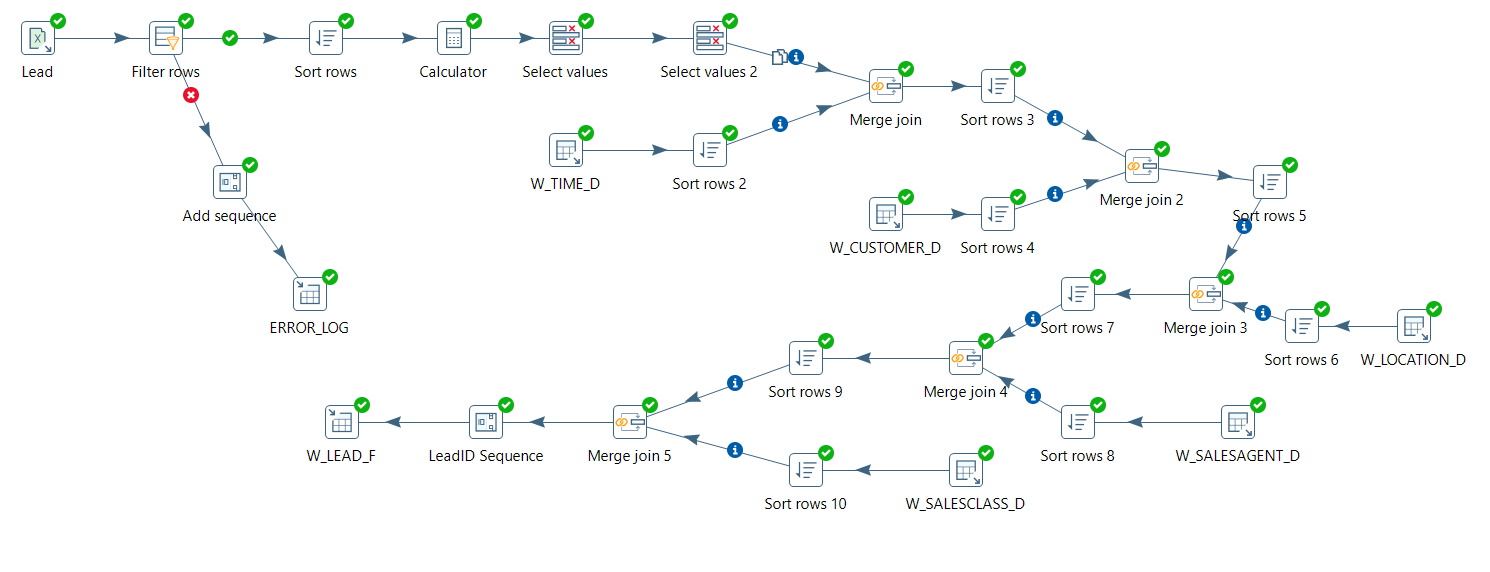 Lead
Filter rows
Sort rows
Calculator
Select values
Select values 2
Merge join
Sort rows 3
W_TIME_D
Sort rows 2
Merge join 2
Add sequence
Sort rows 5
W_CUSTOMER_D
Sort rows 4
ERROR_LOG
Sort rows 7
Merge join 3
Sort rows 6
W_LOCATION_D
Sort rows 9
Merge join 4
W_LEAD_F
LeadID Sequence
Merge join 5
Sort rows 8
W_SALESAGENT_D
Sort rows 10
W_SALESCLASS_D